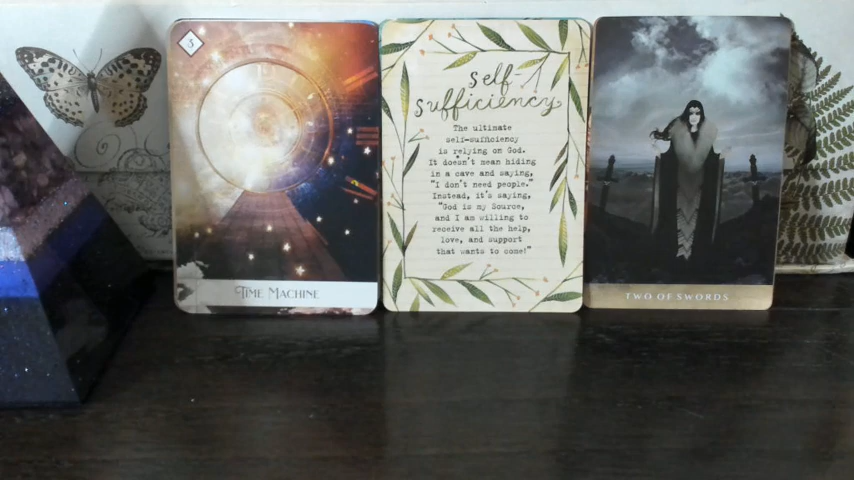 3
TIME MACHINE
self-
sufficiency
The ultimate
self-sufficiency
is relying on God.
It doesn't mean hiding
in a cave and saying,
"I don't need people."
Instead, it's saying,
"God is my Source,
and I am willing to
receive all the help,
love, and support
that wants to come!"
TWO OF SWORDS